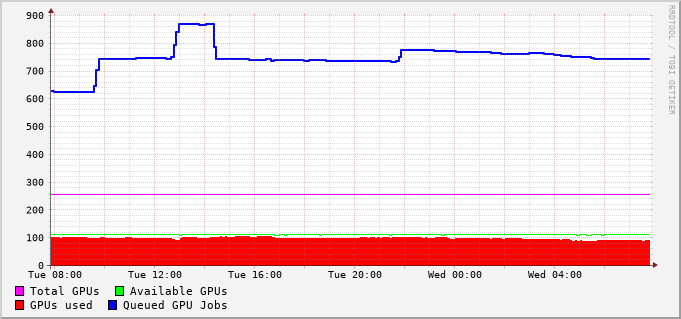 900
800
700
600
500
400
300
200
100
0
Tue 08:00 Tue 12:00 Tue 16:00 Tue 20:00 Wed 00:00 Wed 04:00
Total GPUs Available GPUs
GPUs used Queued GPU Jobs
RRDTOOL / TOBI OETIKER